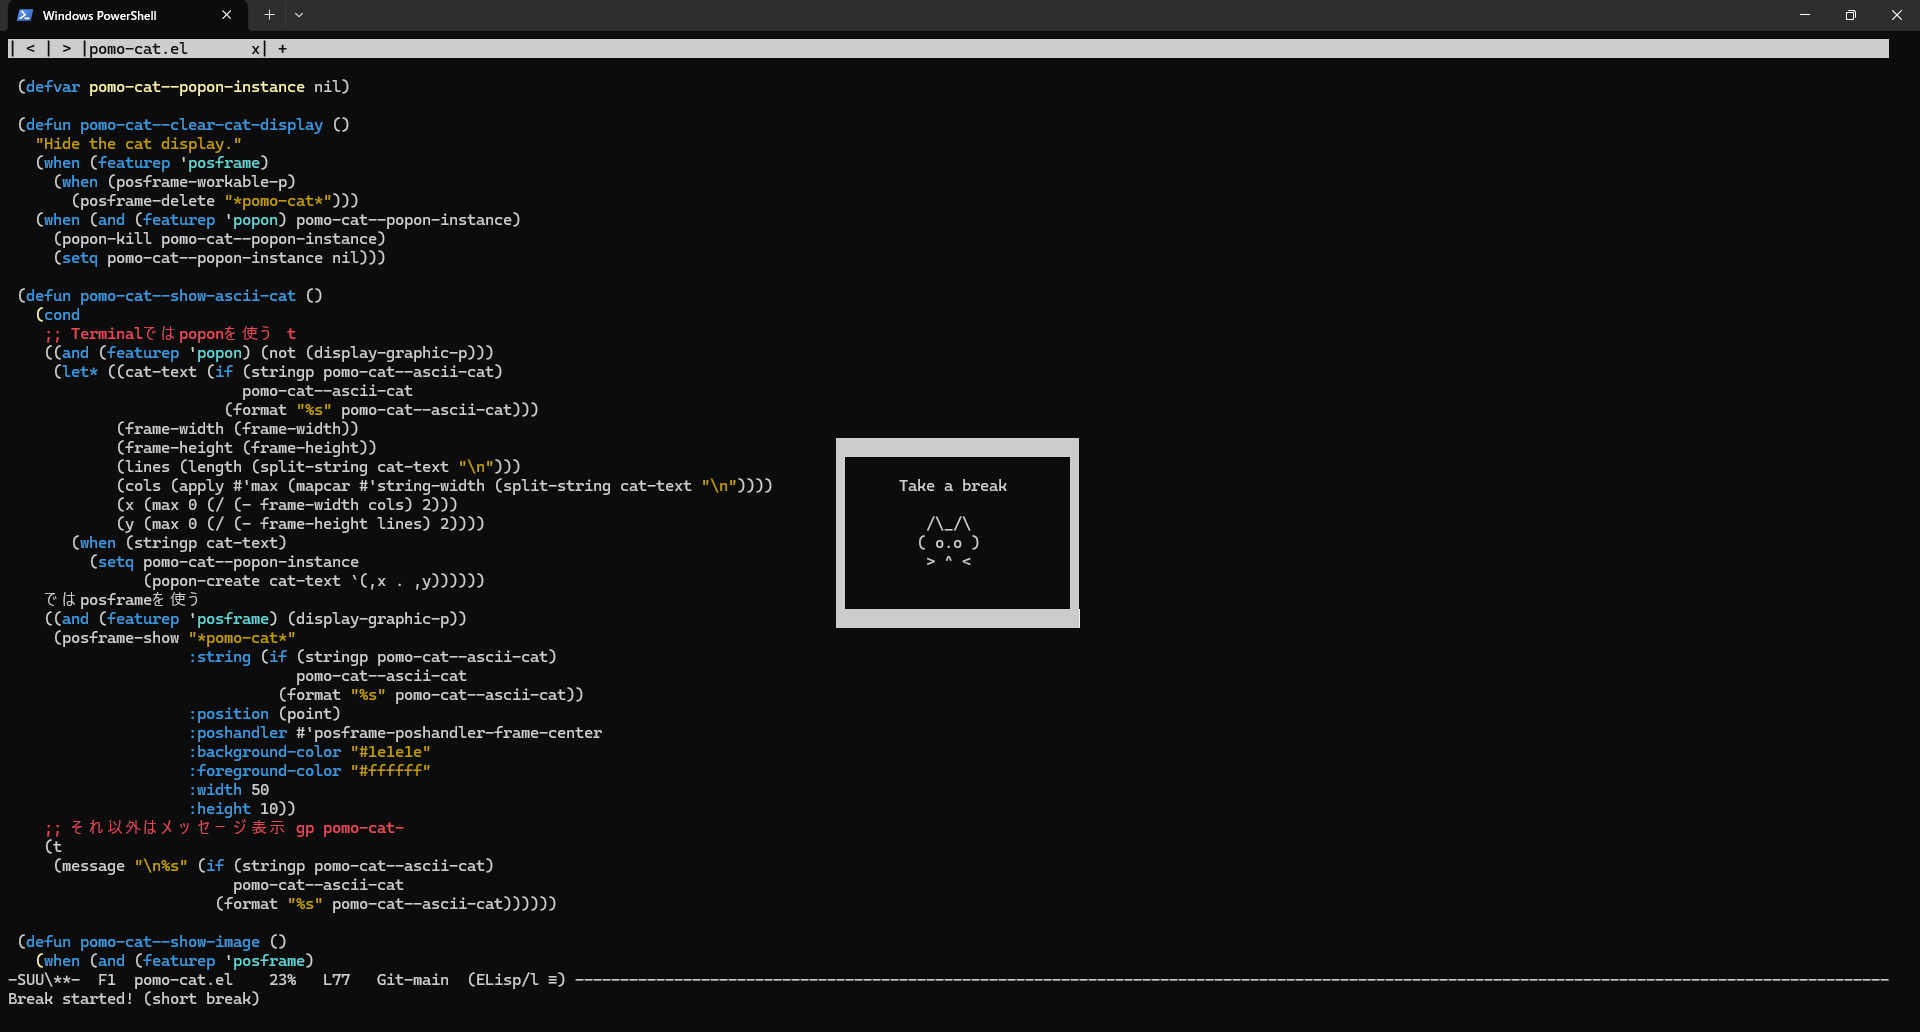 Windows PowerShell
| < | > |pomo-cat.el       x| +
(defvar pomo-cat--popon-instance nil)
(defun pomo-cat--clear-cat-display ()
  "Hide the cat display."
  (when (featurep 'posframe)
    (when (posframe-workable-p)
      (posframe-delete "*pomo-cat*")))
  (when (and (featurep 'popon) pomo-cat--popon-instance)
    (popon-kill pomo-cat--popon-instance)
    (setq pomo-cat--popon-instance nil)))
(defun pomo-cat--show-ascii-cat ()
  (cond
   ;; Terminalではpoponを使う t
   ((and (featurep 'popon) (not (display-graphic-p)))
    (let* ((cat-text (if (stringp pomo-cat--ascii-cat)
                         pomo-cat--ascii-cat
                       (format "%s" pomo-cat--ascii-cat)))
           (frame-width (frame-width))
           (frame-height (frame-height))
           (lines (length (split-string cat-text "\n")))
           (cols (apply #'max (mapcar #'string-width (split-string cat-text "\n"))))
           (x (max 0 (/ (- frame-width cols) 2)))
           (y (max 0 (/ (- frame-height lines) 2))))
      (when (stringp cat-text)
        (setq pomo-cat--popon-instance
              (popon-create cat-text `(,x . ,y))))))
   ではposframeを使う
   ((and (featurep 'posframe) (display-graphic-p))
    (posframe-show "*pomo-cat*"
                   :string (if (stringp pomo-cat--ascii-cat)
                               pomo-cat--ascii-cat
                             (format "%s" pomo-cat--ascii-cat))
                   :position (point)
                   :poshandler #'posframe-poshandler-frame-center
                   :background-color "#1e1e1e"
                   :foreground-color "#ffffff"
                   :width 50
                   :height 10))
   ;; それ以外はメッセージ表示 gp pomo-cat-
   (t
    (message "\n%s" (if (stringp pomo-cat--ascii-cat)
                        pomo-cat--ascii-cat
                      (format "%s" pomo-cat--ascii-cat))))))
(defun pomo-cat--show-image ()
  (when (and (featurep 'posframe)
Take a break
 /\_/\
( o.o )
 > ^ <
-SUU\**-  F1  pomo-cat.el    23%   L77   Git-main  (ELisp/l ≡)
Break started! (short break)